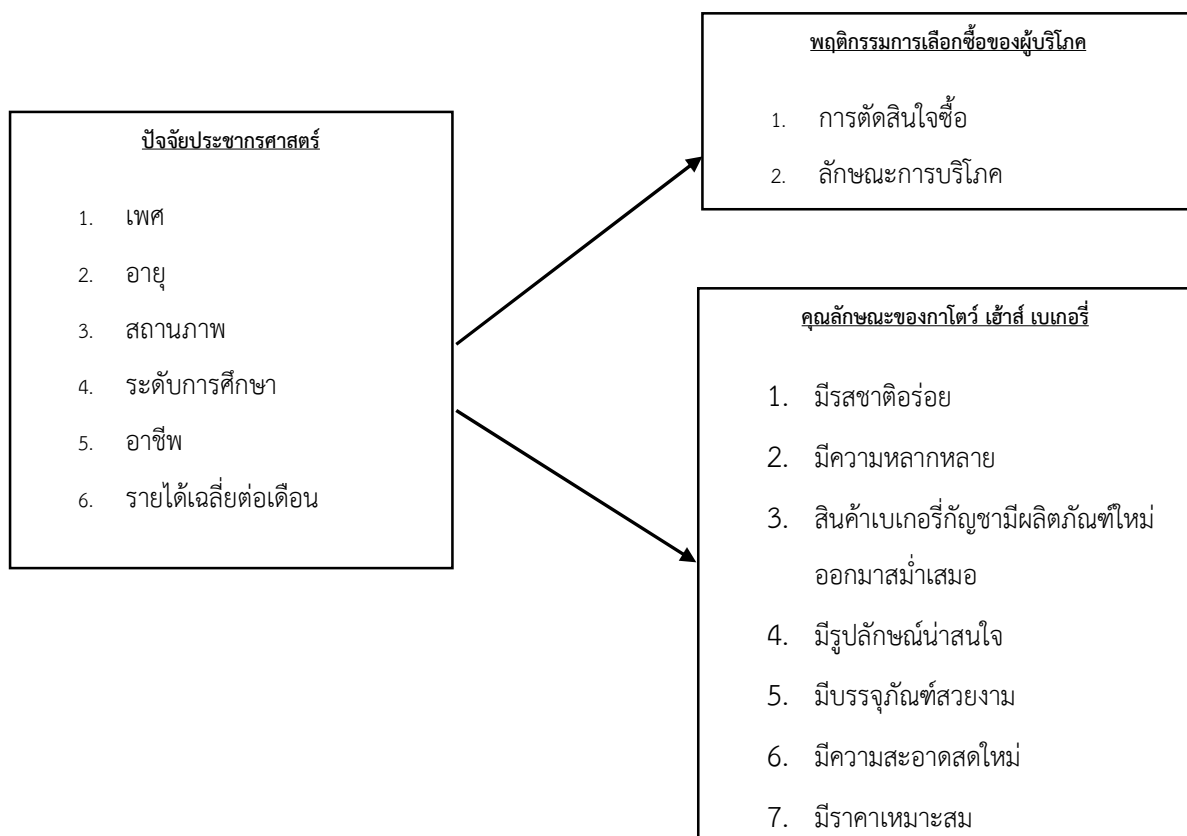 พฤติกรรมการเลือกซื้อของผู้บริโภค
1. การตัดสินใจซื้อ
2. ลักษณะการบริโภค
ปัจจัยประชากรศาสตร์
1. เพศ
2. อายุ
3. สถานภาพ
4. ระดับการศึกษา
5. อาชีพ
6. รายได้เฉลี่ยต่อเดือน
คุณลักษณะของกาโตว์ เฮ้าส์ เบเกอรี่
1. มีรสชาติอร่อย
2. มีความหลากหลาย
3. สินค้าเบเกอรี่กัญชามีผลิตภัณฑ์ใหม่
ออกมาสม่ำเสมอ
4. มีรูปลักษณ์น่าสนใจ
5. มีบรรจุภัณฑ์สวยงาม
6. มีความสะอาดสดใหม่
7. มีราคาเหมาะสม